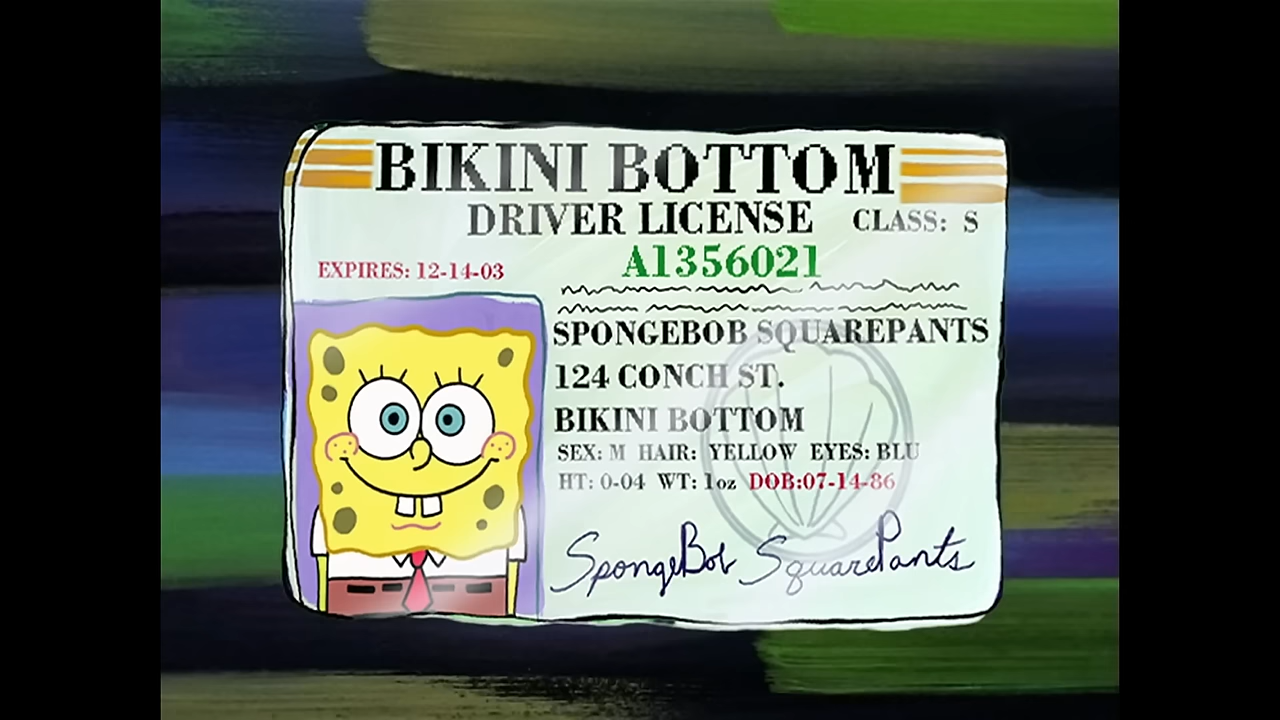 BIKINI BOTTOM
DRIVER LICENSE CLASS: S
A1356021
EXPIRES: 12-14-03
SPONGEBOB SQUAREPANTS
124 CONCH ST.
BIKINI BOTTOM
SEX: M HAIR: YELLOW EYES: BLU
HT: 0-04 WT: 1oz DOB:07-14-86
SpongeBob SquarePants